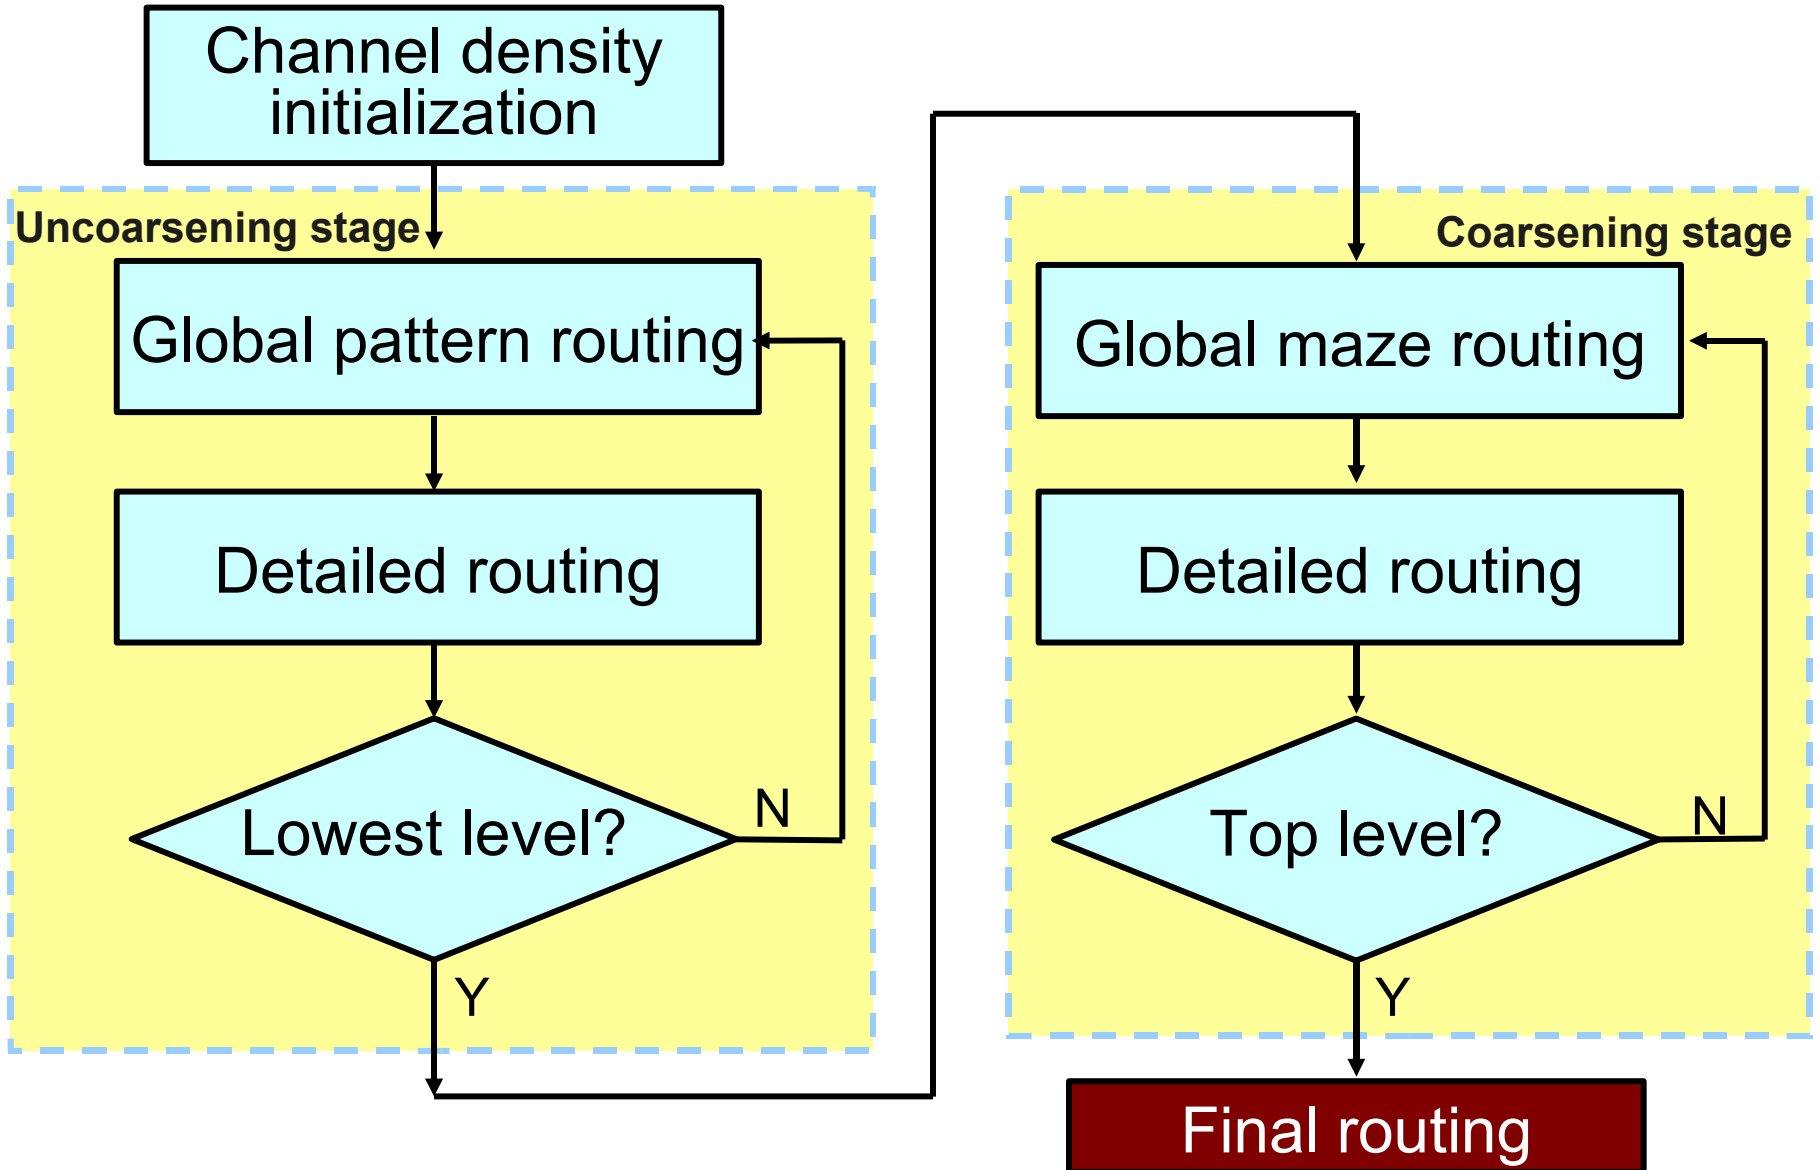 Channel density
initialization
Uncoarsening stage
Global pattern routing
Detailed routing
Lowest level?
N
Y
Coarsening stage
Global maze routing
Detailed routing
Top level?
N
Y
Final routing